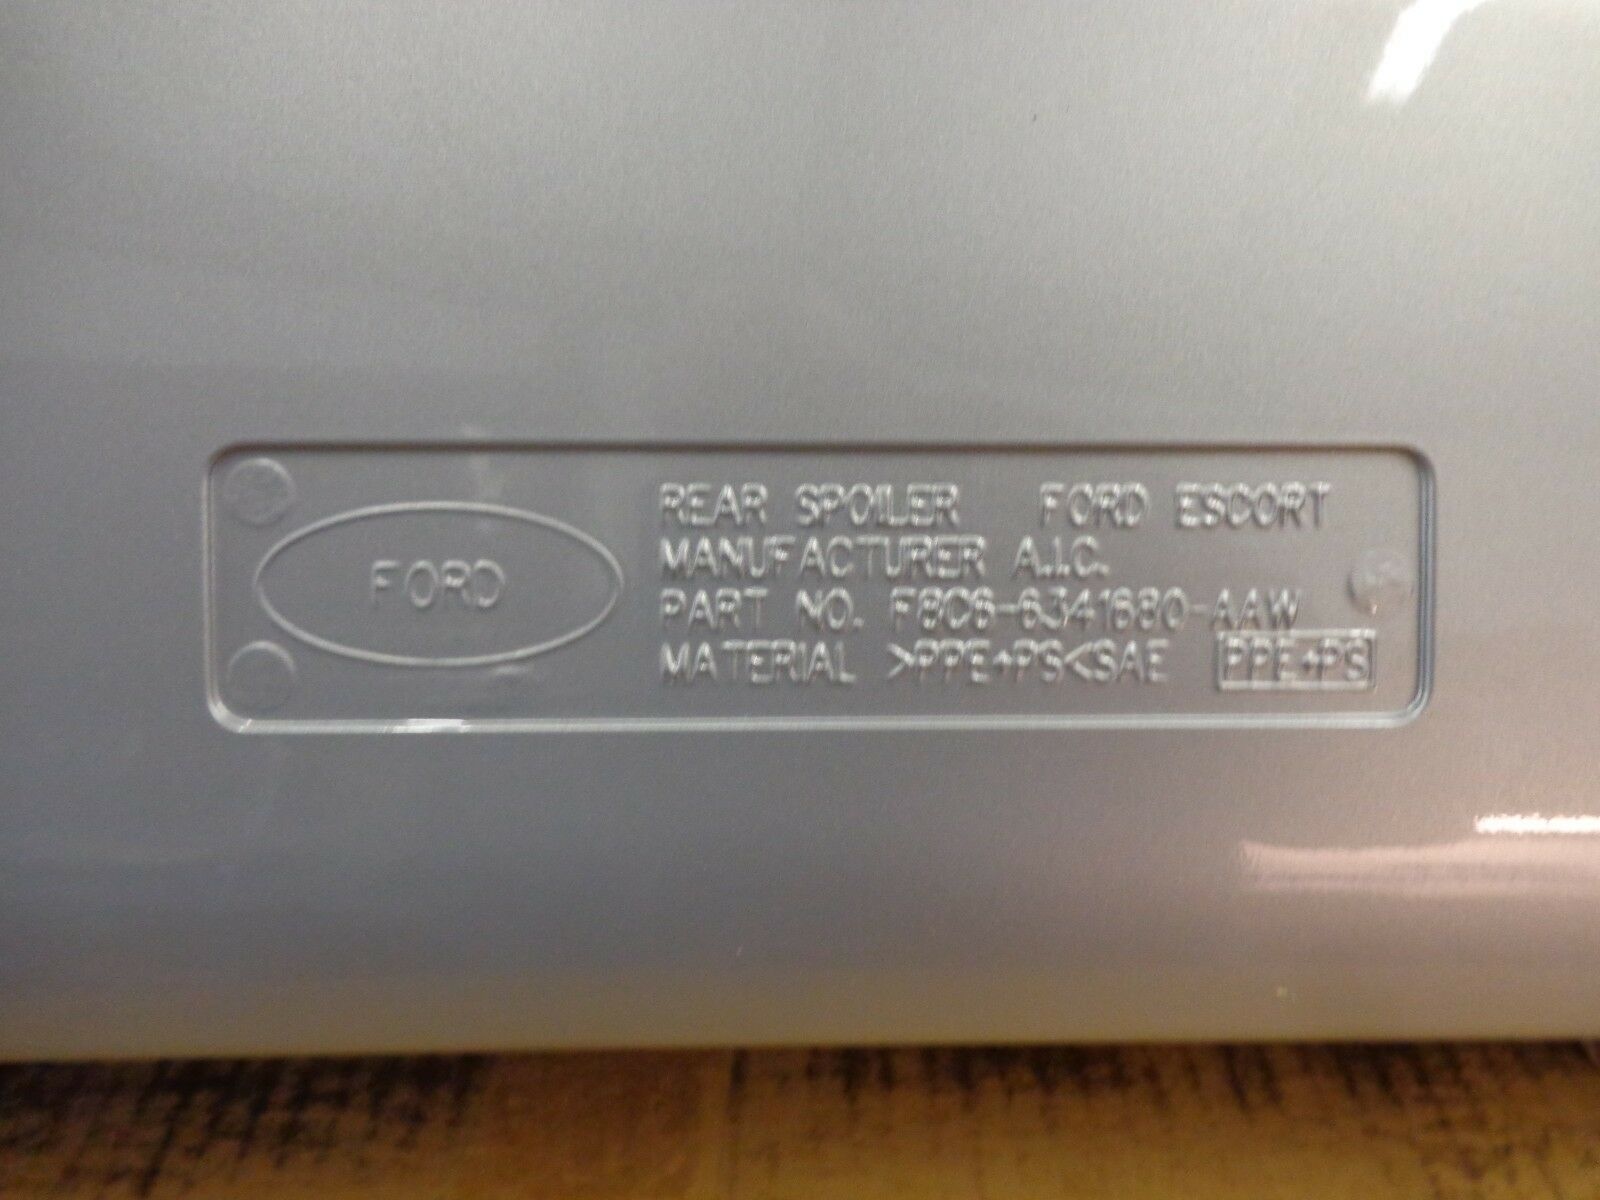 FORD
REAR SPOILER FORD ESCORT
MANUFACTURER A.I.C.
PART NO. F8C6-6341680-AAW
MATERIAL >PPE+PS<SAE PPE+PS